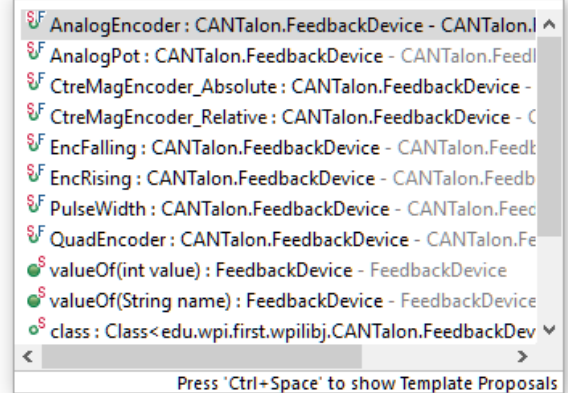 AnalogEncoder : CANTalon.FeedbackDevice - CANTalon.
AnalogPot : CANTalon.FeedbackDevice - CANTalon.Feedl
CtreMagEncoder_Absolute : CANTalon.FeedbackDevice -
CtreMagEncoder_Relative : CANTalon.FeedbackDevice - C
EncFalling : CANTalon.FeedbackDevice - CANTalon.Feedb
EncRising : CANTalon.FeedbackDevice - CANTalon.Feedb
PulseWidth : CANTalon.FeedbackDevice - CANTalon.Feed
QuadEncoder : CANTalon.FeedbackDevice - CANTalon.Fe
valueOf(int value) : FeedbackDevice - FeedbackDevice
valueOf(String name) : FeedbackDevice - FeedbackDevice
class : Class<edu.wpi.first.wpilibj.CANTalon.FeedbackDev
Press 'Ctrl+Space' to show Template Proposals